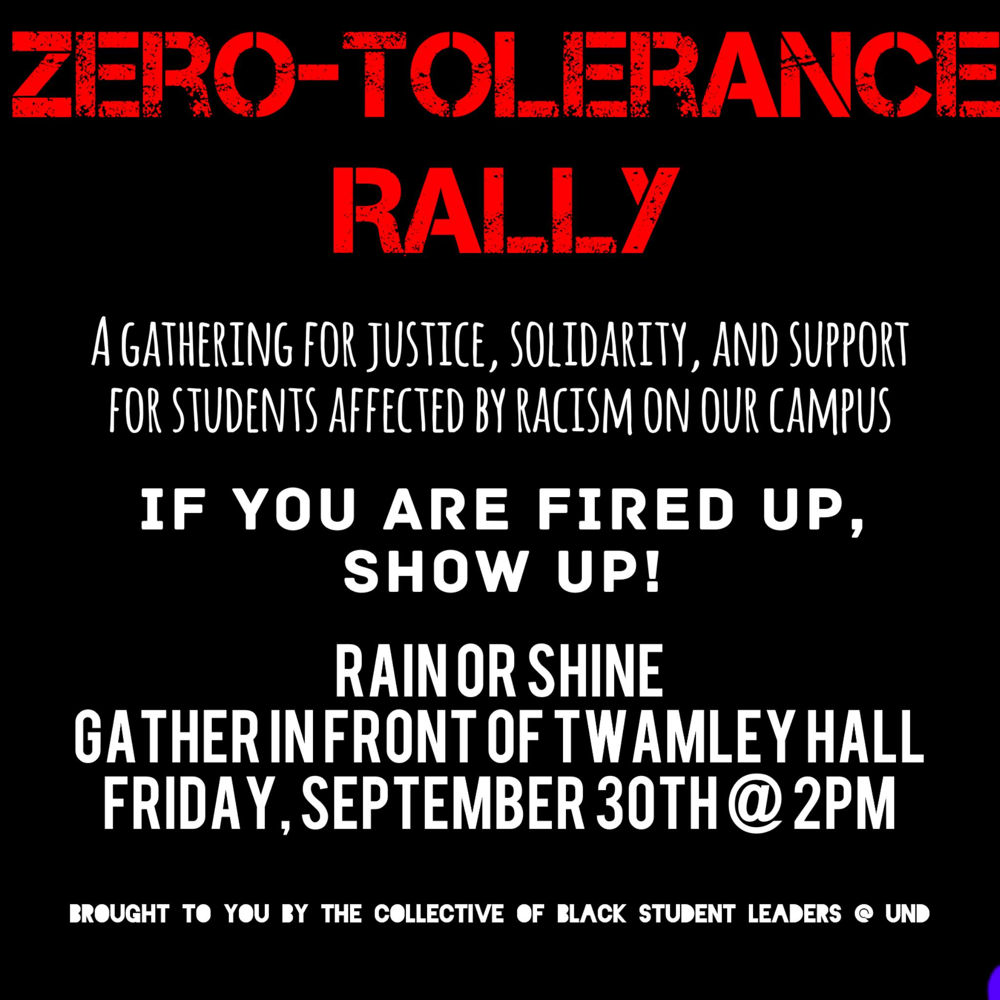 ZERO-TOLERANCE
RALLY
A GATHERING FOR JUSTICE, SOLIDARITY, AND SUPPORT
FOR STUDENTS AFFECTED BY RACISM ON OUR CAMPUS
IF YOU ARE FIRED UP,
SHOW UP!
RAIN OR SHINE
GATHER IN FRONT OF TWAMLEY HALL
FRIDAY, SEPTEMBER 30TH @ 2PM
BROUGHT TO YOU BY THE COLLECTIVE OF BLACK STUDENT LEADERS @ UND